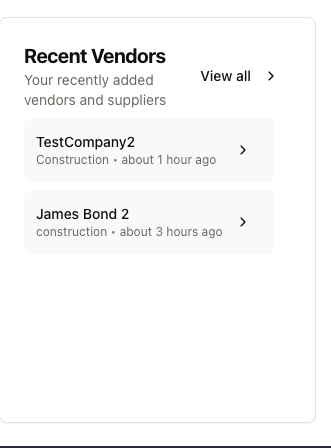 Recent Vendors
Your recently added
vendors and suppliers
View all
TestCompany2
Construction • about 1 hour ago
James Bond 2
construction • about 3 hours ago